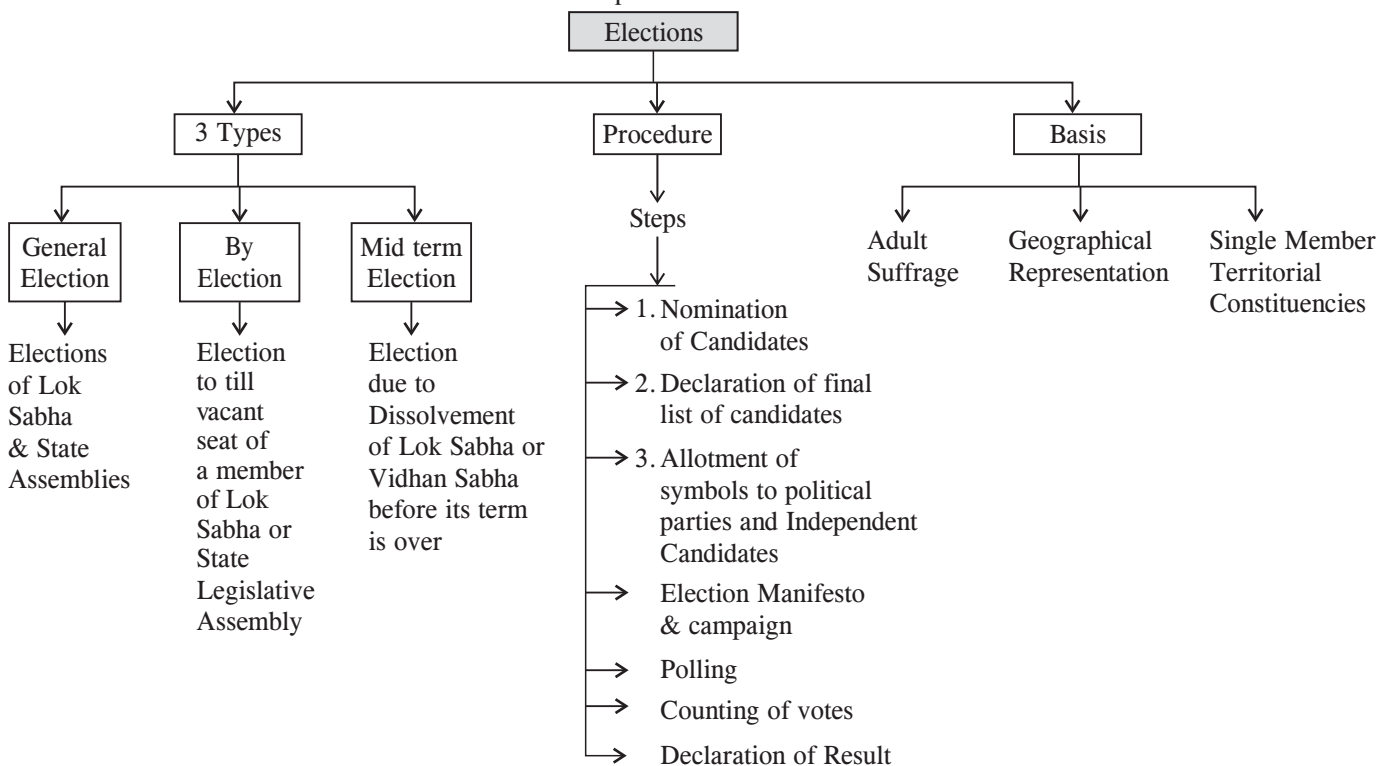 Elections
3 Types
Procedure
Basis
General
Election
By
Election
Mid term
Election
Steps
Adult
Suffrage
Geographical
Representation
Single Member
Territorial
Constituencies
Elections
of Lok
Sabha
& State
Assemblies
Election
to till
vacant
seat of
a member
of Lok
Sabha or
State
Legislative
Assembly
Election
due to
Dissolvement
of Lok Sabha or
Vidhan Sabha
before its term
is over
1. Nomination
of Candidates
2. Declaration of final
list of candidates
3. Allotment of
symbols to political
parties and Independent
Candidates
Election Manifesto
& campaign
Polling
Counting of votes
Declaration of Result